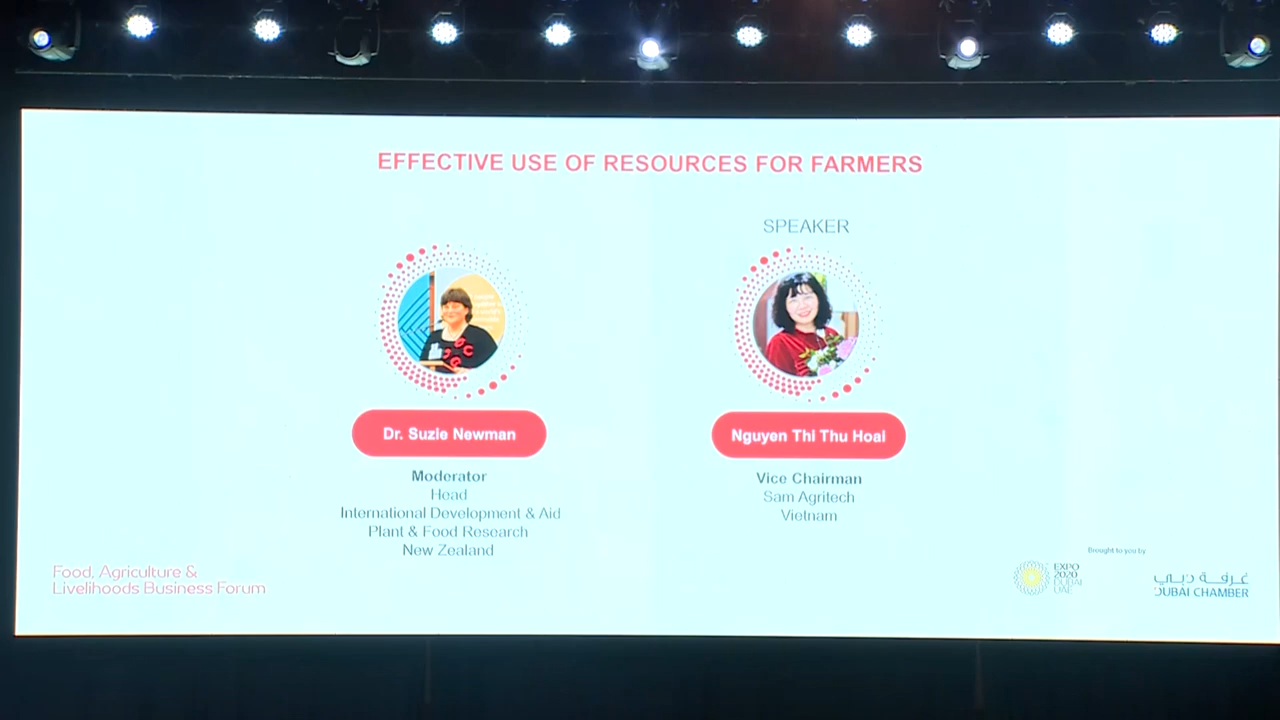 EFFECTIVE USE OF RESOURCES FOR FARMERS
SPEAKER
Dr. Suzie Newman
Moderator
Head
International Development & Aid
Plant & Food Research
New Zealand
Nguyen Thi Thu Hoai
Vice Chairman
Sam Agritech
Vietnam
Food, Agriculture &
Livelihoods Business Forum
Brought to you by
EXPO
2020
DUBAI
UAE
غرفة دبي
DUBAI CHAMBER